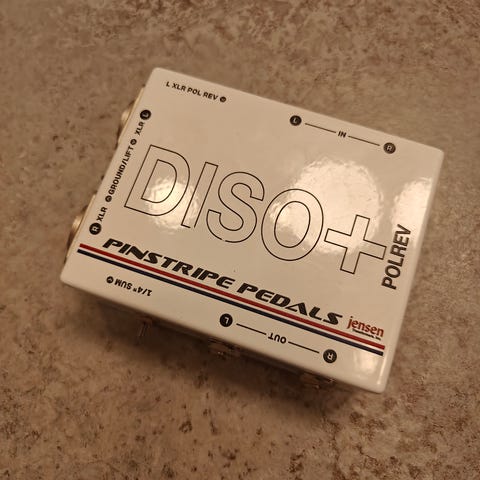 L XLR POL REV
L IN R
XLR L
GROUND/LIFT
R XLR
DISO+
POLREV
PINSTRIPE PEDALS
jensen
1/4" SUM
L OUT R